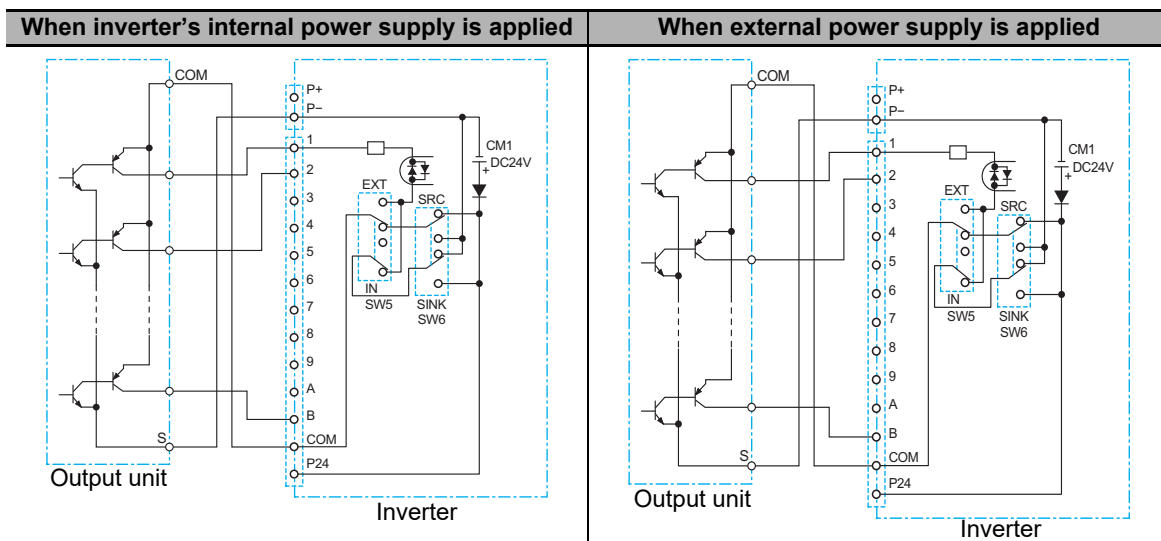 When inverter's internal power supply is applied
When external power supply is applied
COM
P+
P−
1
2
3
4
5
6
7
8
9
A
B
COM
P24
CM1
DC24V
+
EXT
SRC
IN
SW5
SINK
SW6
S
Output unit
Inverter
COM
P+
P−
1
2
3
4
5
6
7
8
9
A
B
COM
P24
CM1
DC24V
+
EXT
SRC
IN
SW5
SINK
SW6
S
Output unit
Inverter